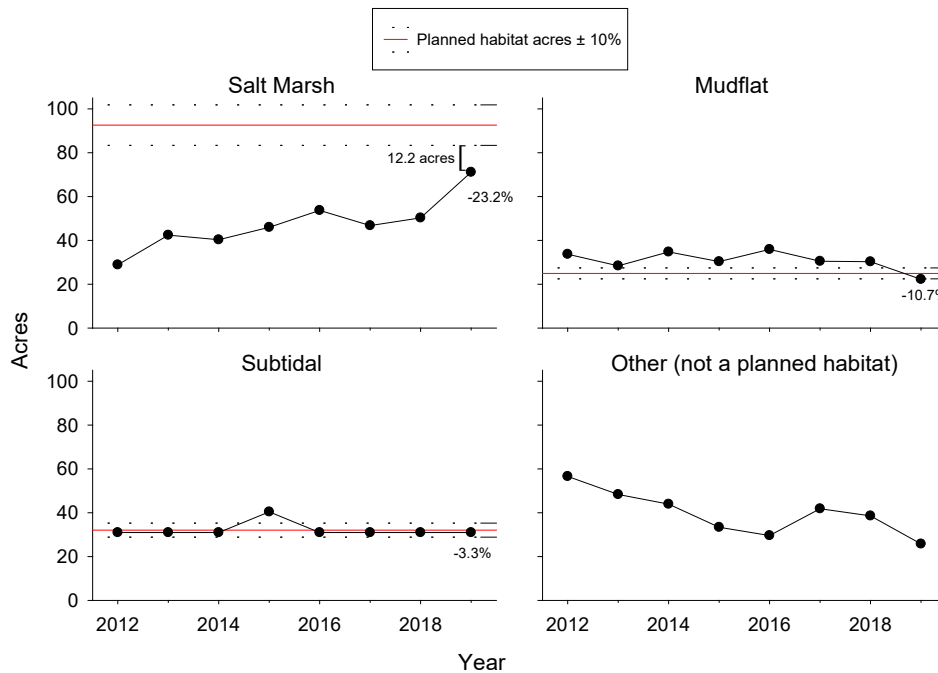 Planned habitat acres ± 10%
Salt Marsh
Mudflat
100
80
60
40
20
0
12.2 acres
-23.2%
-10.7%
Acres
Subtidal
Other (not a planned habitat)
100
80
60
40
20
0
-3.3%
2012 2014 2016 2018
2012 2014 2016 2018
Year